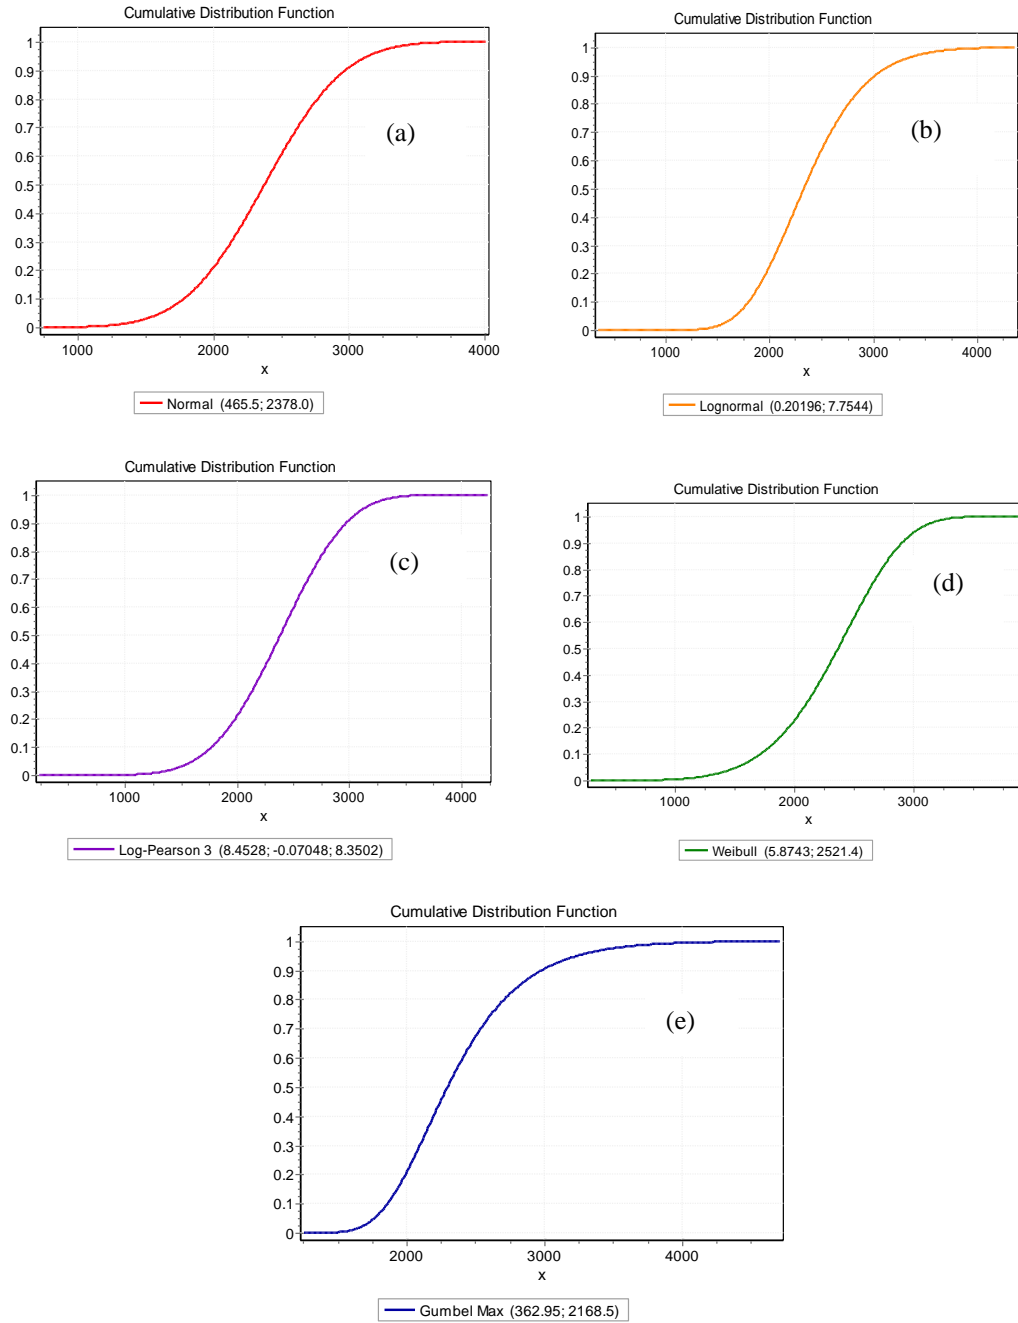 Cumulative Distribution Function
1
0.9
0.8
0.7
0.6
0.5
0.4
0.3
0.2
0.1
0
(a)
1000 2000 3000 4000
x
Normal (465.5; 2378.0)
Cumulative Distribution Function
1
0.9
0.8
0.7
0.6
0.5
0.4
0.3
0.2
0.1
0
(b)
1000 2000 3000 4000
x
Lognormal (0.20196; 7.7544)
Cumulative Distribution Function
1
0.9
0.8
0.7
0.6
0.5
0.4
0.3
0.2
0.1
0
(c)
1000 2000 3000 4000
x
Log-Pearson 3 (8.4528; -0.07048; 8.3502)
Cumulative Distribution Function
1
0.9
0.8
0.7
0.6
0.5
0.4
0.3
0.2
0.1
0
(d)
1000 2000 3000
x
Weibull (5.8743; 2521.4)
Cumulative Distribution Function
1
0.9
0.8
0.7
0.6
0.5
0.4
0.3
0.2
0.1
0
(e)
2000 3000 4000
x
Gumbel Max (362.95; 2168.5)